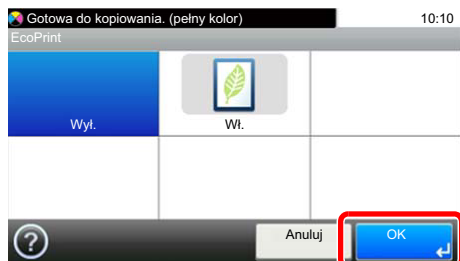 Gotowa do kopiowania. (pełny kolor) 10:10
EcoPrint
Wył. Wł.
? Anuluj OK